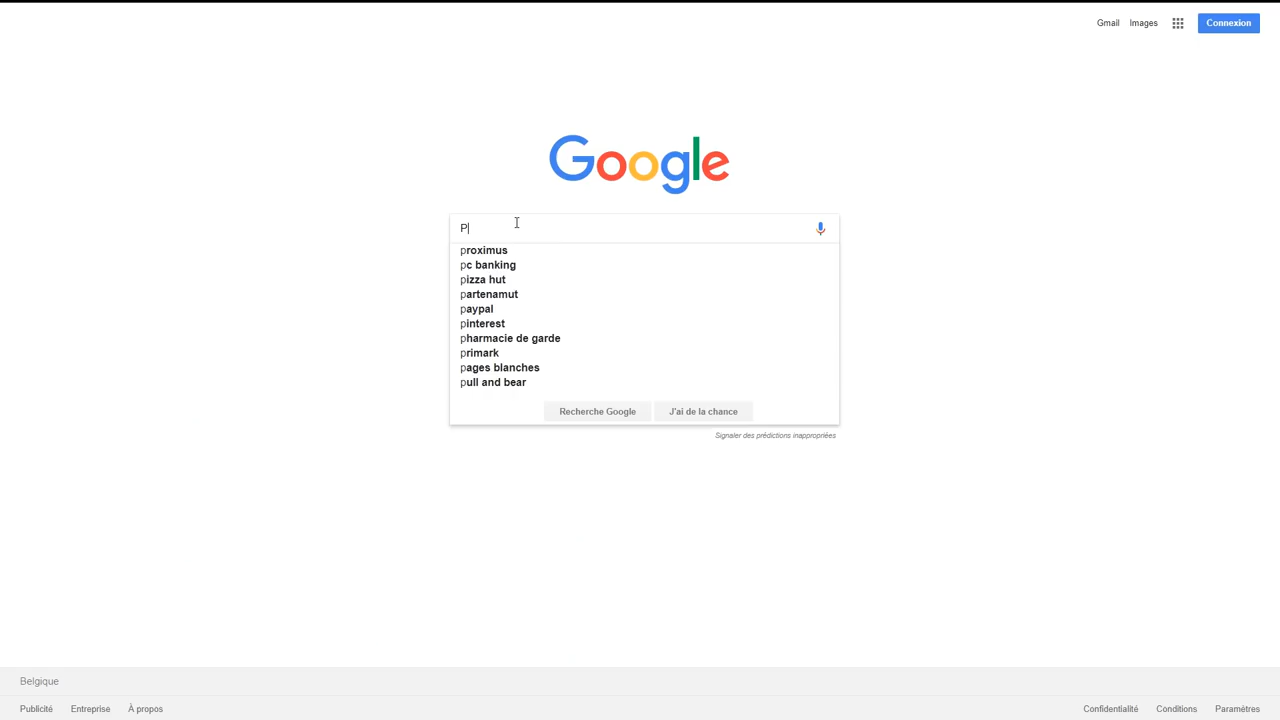 Gmail Images Connexion
Google
P
proximus
pc banking
pizza hut
partenamut
paypal
pinterest
pharmacie de garde
primark
pages blanches
pull and bear
Recherche Google J'ai de la chance
Signaler des prédictions inappropriées
Belgique
Publicité Entreprise À propos Confidentialité Conditions Paramètres